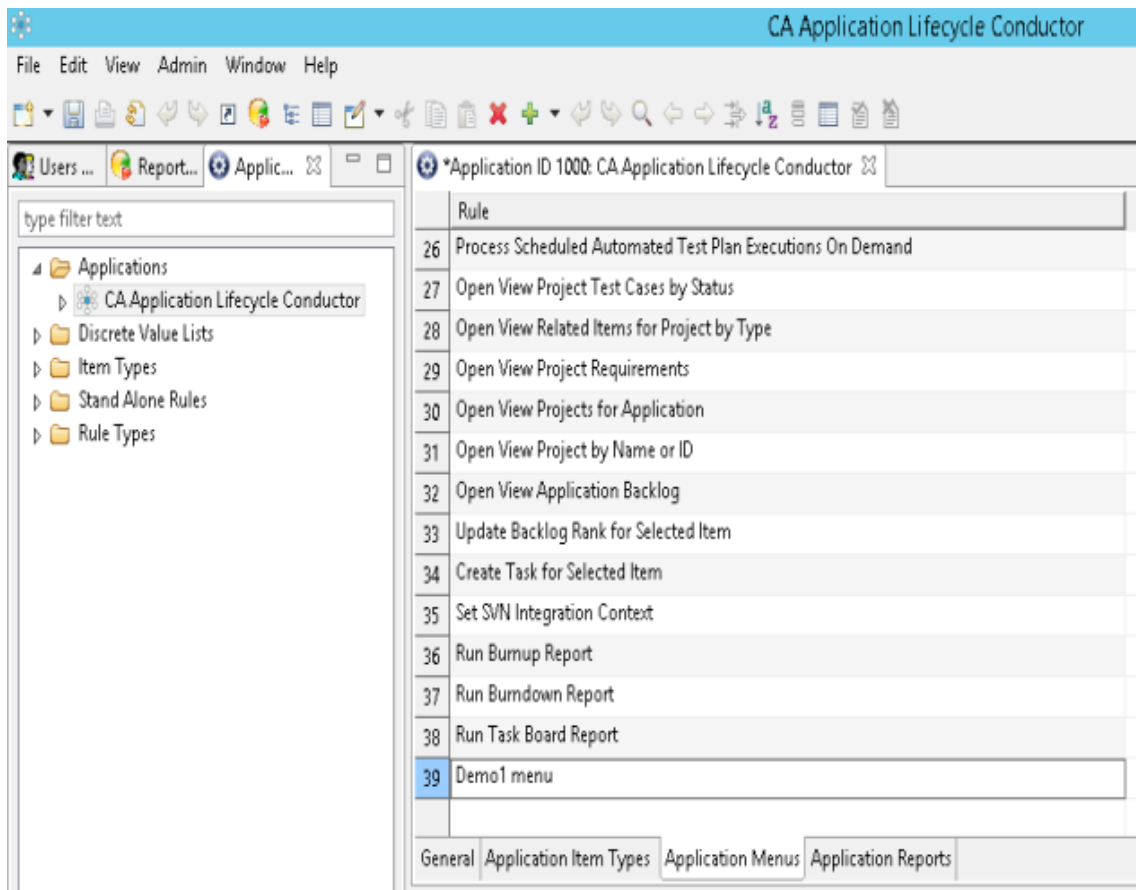 CA Application Lifecycle Conductor
File Edit View Admin Window Help
Users ... Report... Applic...
type filter text
Applications
CA Application Lifecycle Conductor
Discrete Value Lists
Item Types
Stand Alone Rules
Rule Types
*Application ID 1000: CA Application Lifecycle Conductor
Rule
26 Process Scheduled Automated Test Plan Executions On Demand
27 Open View Project Test Cases by Status
28 Open View Related Items for Project by Type
29 Open View Project Requirements
30 Open View Projects for Application
31 Open View Project by Name or ID
32 Open View Application Backlog
33 Update Backlog Rank for Selected Item
34 Create Task for Selected Item
35 Set SVN Integration Context
36 Run Burnup Report
37 Run Burndown Report
38 Run Task Board Report
39 Demo1 menu
General Application Item Types Application Menus Application Reports